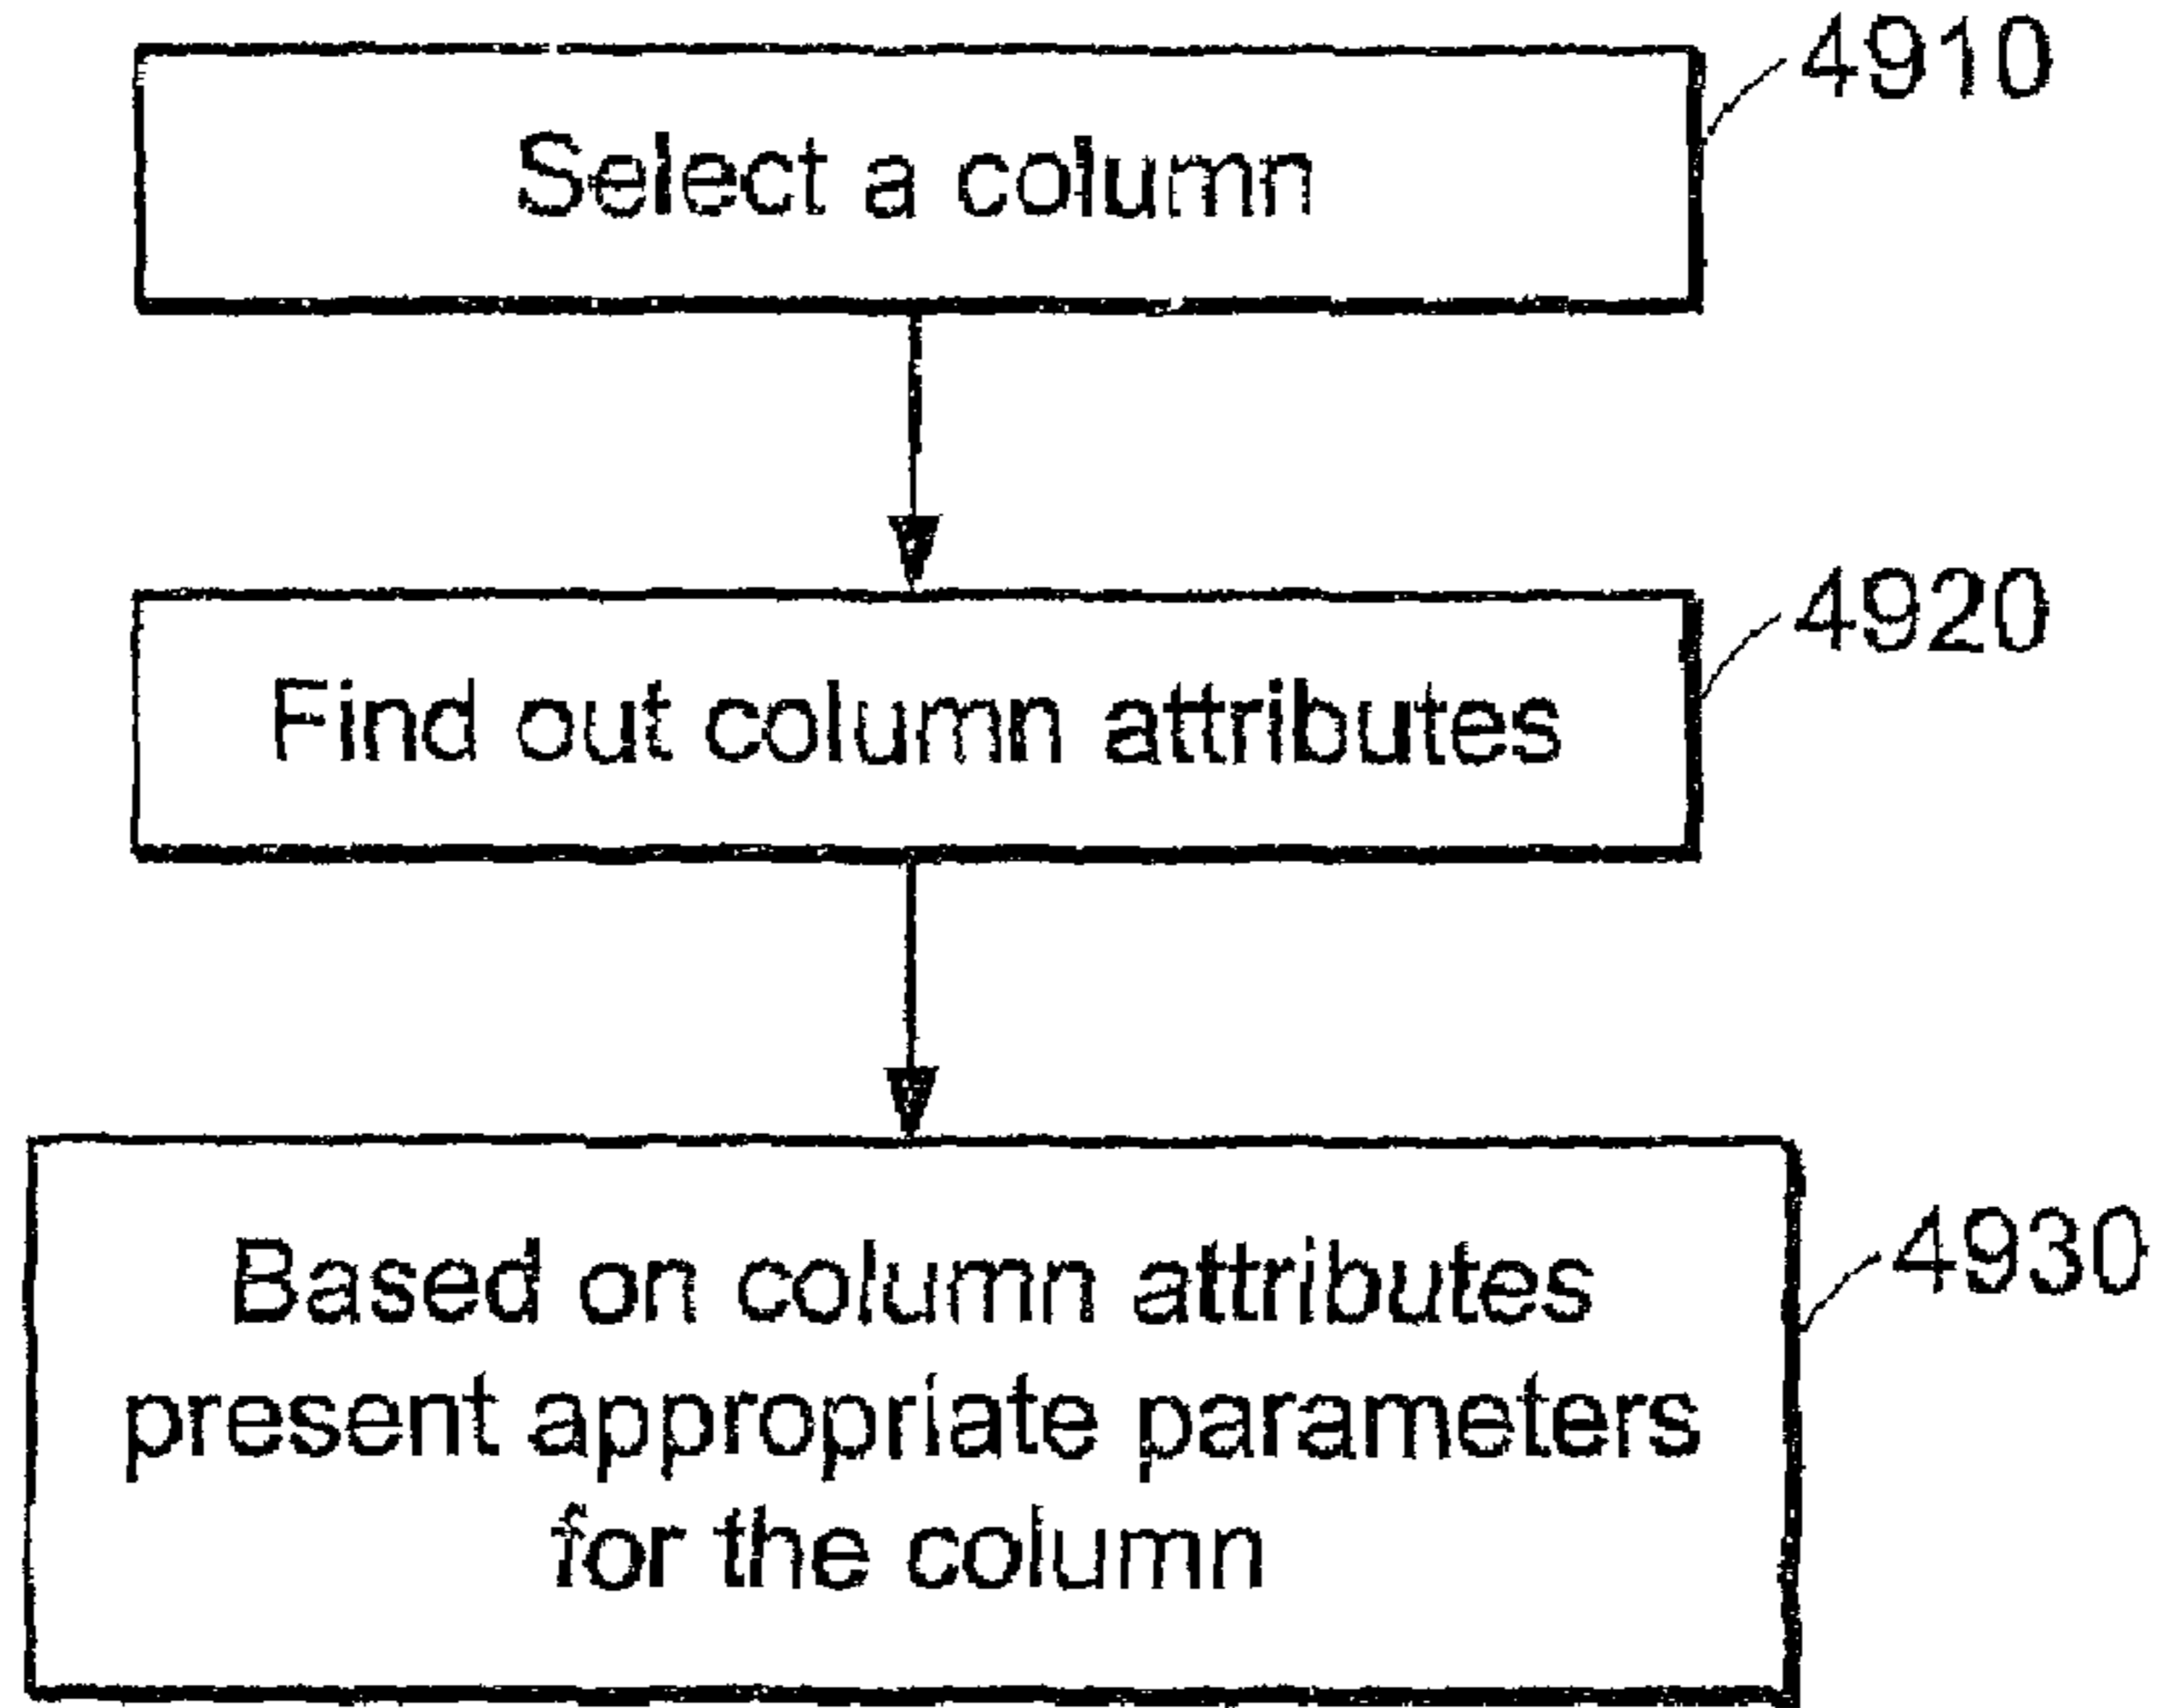 4910
Select a column
4920
Find out column attributes
Based on column attributes
4930
present appropriate parameters
for the column